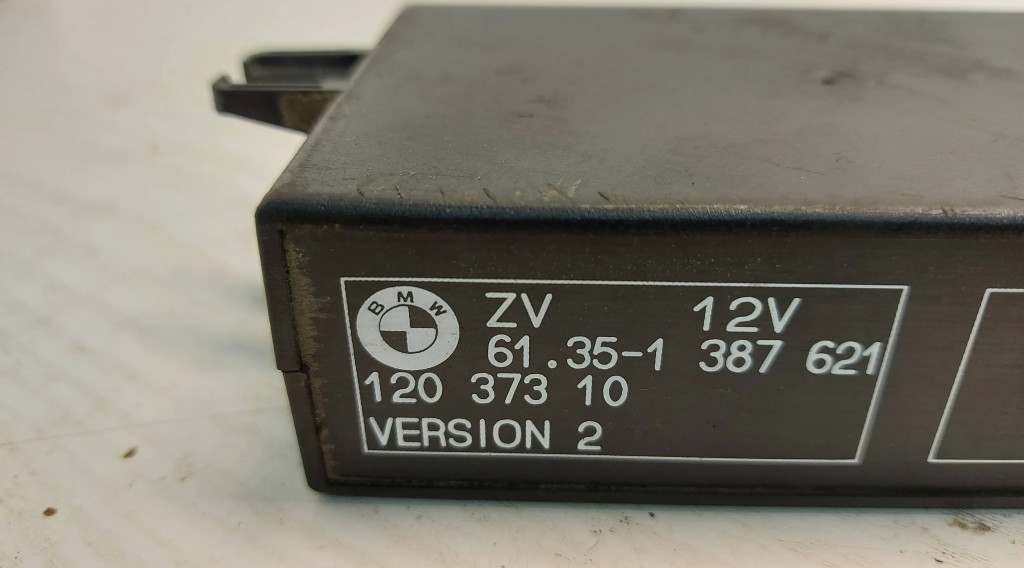 BMW
ZV 12V
61.35-1 387 621
120 373 10
VERSION 2